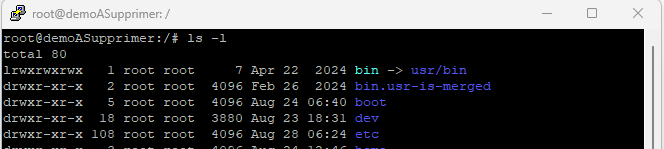 root@demoASupprimer: /
root@demoASupprimer:/# ls -l
total 80
lrwxrwxrwx   1 root root    7 Apr 22  2024 bin -> usr/bin
drwxr-xr-x   2 root root 4096 Feb 26  2024 bin.usr-is-merged
drwxr-xr-x   5 root root 4096 Aug 24 06:40 boot
drwxr-xr-x  18 root root 3880 Aug 23 18:31 dev
drwxr-xr-x 108 root root 4096 Aug 28 06:24 etc